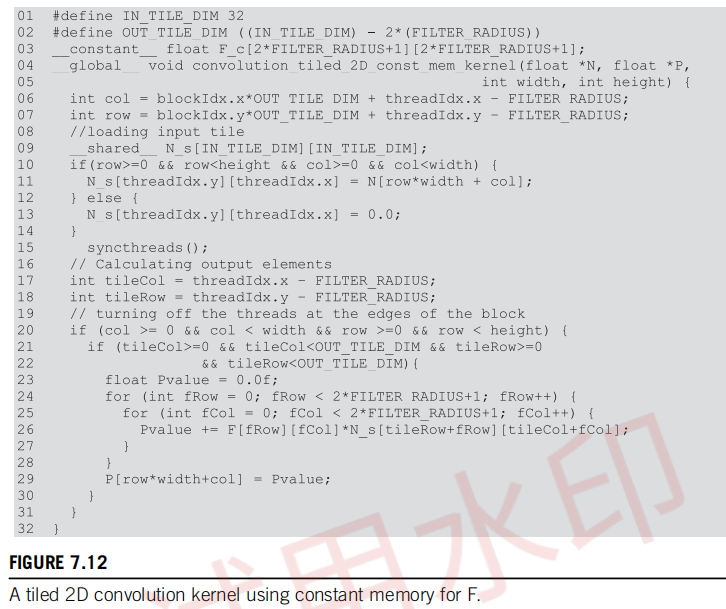 01 #define IN_TILE_DIM 32
02 #define OUT_TILE_DIM ((IN_TILE_DIM) - 2*(FILTER_RADIUS))
03 __constant__ float F_c[2*FILTER_RADIUS+1][2*FILTER_RADIUS+1];
04 __global__ void convolution_tiled_2D_const_mem_kernel(float *N, float *P,
05 int width, int height) {
06 int col = blockIdx.x*OUT_TILE_DIM + threadIdx.x - FILTER_RADIUS;
07 int row = blockIdx.y*OUT_TILE_DIM + threadIdx.y - FILTER_RADIUS;
08 //loading input tile
09 __shared__ N_s[IN_TILE_DIM][IN_TILE_DIM];
10 if(row>=0 && row<height && col>=0 && col<width) {
11 N_s[threadIdx.y][threadIdx.x] = N[row*width + col];
12 } else {
13 N_s[threadIdx.y][threadIdx.x] = 0.0;
14 }
15 __syncthreads();
16 // Calculating output elements
17 int tileCol = threadIdx.x - FILTER_RADIUS;
18 int tileRow = threadIdx.y - FILTER_RADIUS;
19 // turning off the threads at the edges of the block
20 if (col >= 0 && col < width && row >=0 && row < height) {
21 if (tileCol>=0 && tileCol<OUT_TILE_DIM && tileRow>=0
22 && tileRow<OUT_TILE_DIM){
23 float Pvalue = 0.0f;
24 for (int fRow = 0; fRow < 2*FILTER_RADIUS+1; fRow++) {
25 for (int fCol = 0; fCol < 2*FILTER_RADIUS+1; fCol++) {
26 Pvalue += F[fRow][fCol]*N_s[tileRow+fRow][tileCol+fCol];
27 }
28 }
29 P[row*width+col] = Pvalue;
30 }
31 }
32 }
FIGURE 7.12
A tiled 2D convolution kernel using constant memory for F.
试用水印